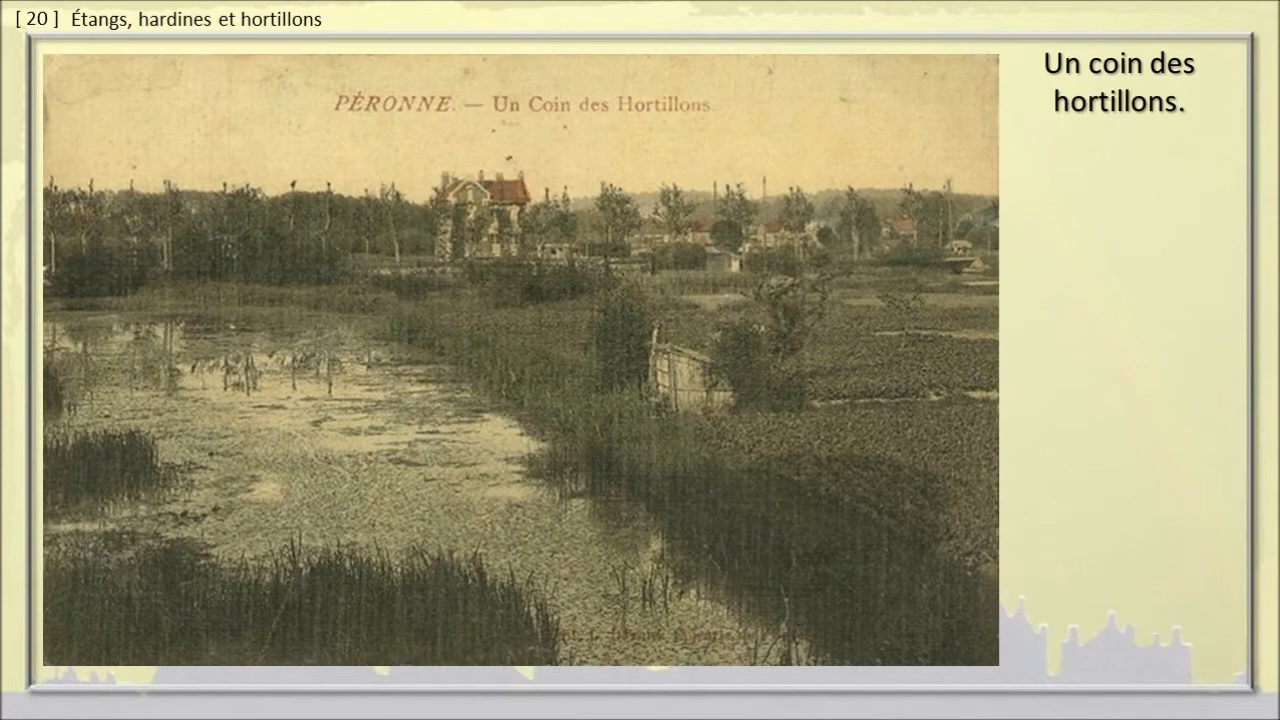 [ 20 ] Étangs, hardines et hortillons
Un coin des
hortillons.
PÉRONNE. — Un Coin des Hortillons.